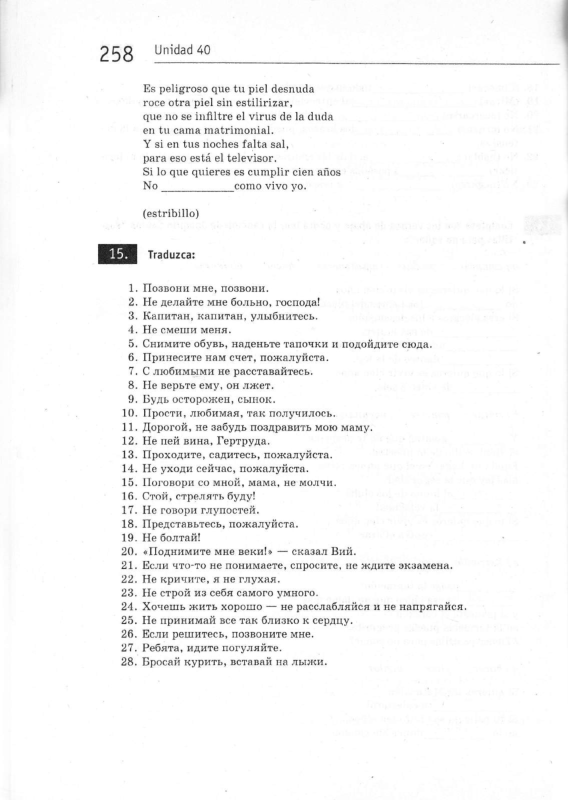 258 Unidad 40
Es peligroso que tu piel desnuda
roce otra piel sin estilirizar,
que no se infiltre el virus de la duda
en tu cama matrimonial.
Y si en tus noches falta sal,
para eso está el televisor.
Si lo que quieres es cumplir cien años
No ____________como vivo yo.
(estribillo)
15. Traduzca:
1. Позвони мне, позвони.
2. Не делайте мне больно, господа!
3. Капитан, капитан, улыбнитесь.
4. Не смеши меня.
5. Снимите обувь, наденьте тапочки и подойдите сюда.
6. Принесите нам счет, пожалуйста.
7. С любимыми не расставайтесь.
8. Не верьте ему, он лжет.
9. Будь осторожен, сынок.
10. Прости, любимая, так получилось.
11. Дорогой, не забудь поздравить мою маму.
12. Не пей вина, Гертруда.
13. Проходите, садитесь, пожалуйста.
14. Не уходи сейчас, пожалуйста.
15. Поговори со мной, мама, не молчи.
16. Стой, стрелять буду!
17. Не говори глупостей.
18. Представьтесь, пожалуйста.
19. Не болтай!
20. «Поднимите мне веки!» — сказал Вий.
21. Если что-то не понимаете, спросите, не ждите экзамена.
22. Не кричите, я не глухая.
23. Не строй из себя самого умного.
24. Хочешь жить хорошо — не расслабляйся и не напрягайся.
25. Не принимай все так близко к сердцу.
26. Если решитесь, позвоните мне.
27. Ребята, идите погуляйте.
28. Бросай курить, вставай на лыжи.